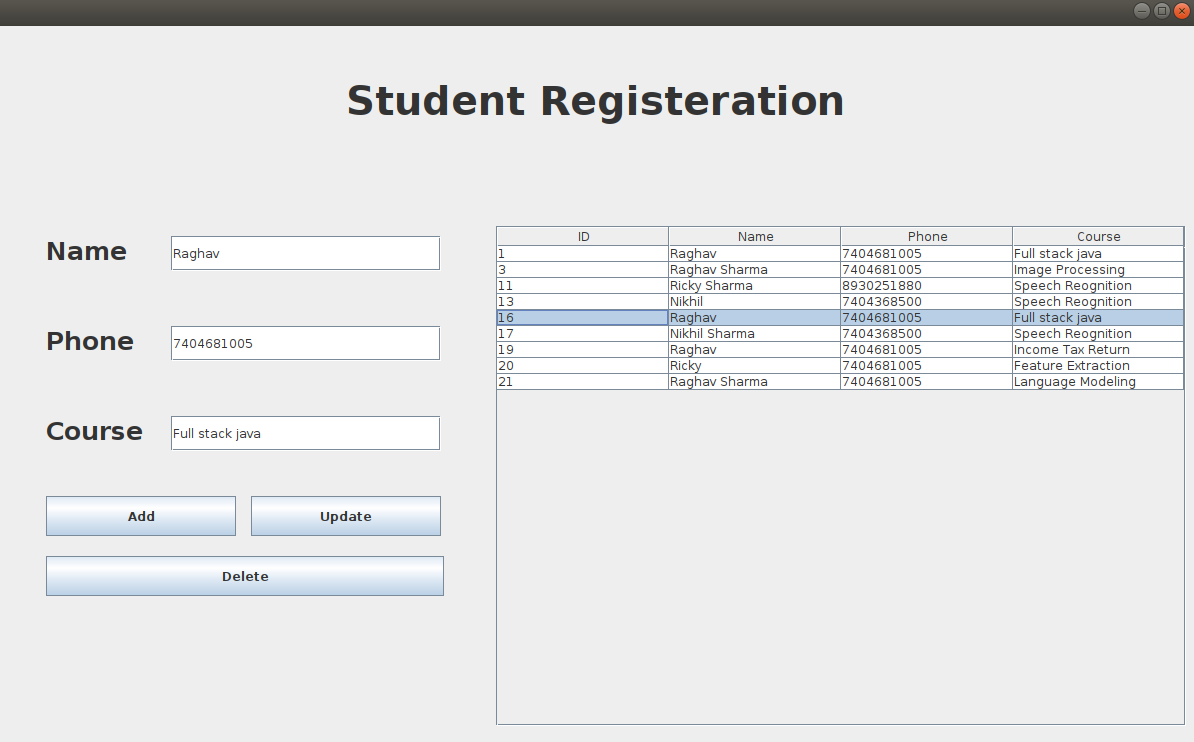 Student Registeration
Name Raghav
Phone 7404681005
Course Full stack java
Add Update
Delete
ID Name Phone Course
1 Raghav 7404681005 Full stack java
3 Raghav Sharma 7404681005 Image Processing
11 Ricky Sharma 8930251880 Speech Reognition
13 Nikhil 7404368500 Speech Reognition
16 Raghav 7404681005 Full stack java
17 Nikhil Sharma 7404368500 Speech Reognition
19 Raghav 7404681005 Income Tax Return
20 Ricky 7404681005 Feature Extraction
21 Raghav Sharma 7404681005 Language Modeling